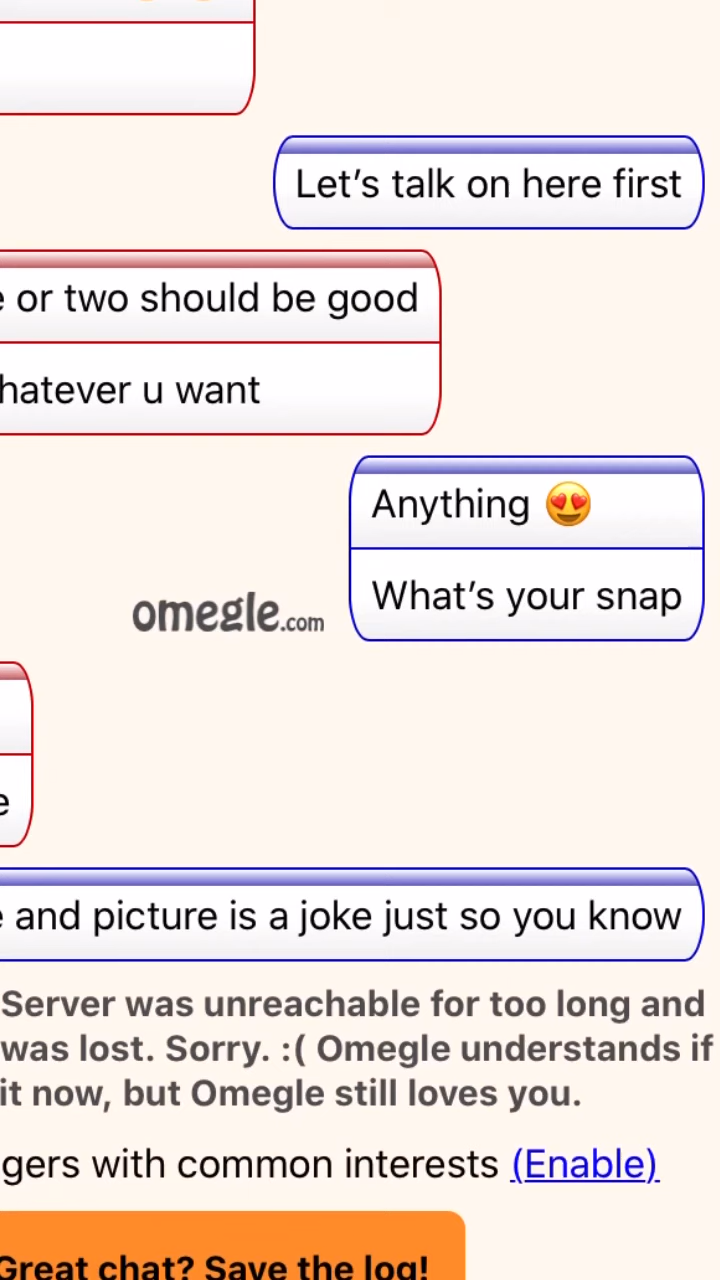 Let’s talk on here first
e or two should be good
hatever u want
Anything 😍
What’s your snap
omegle.com
e
e and picture is a joke just so you know
Server was unreachable for too long and
was lost. Sorry. :( Omegle understands if
it now, but Omegle still loves you.
gers with common interests (Enable)
Great chat? Save the log!